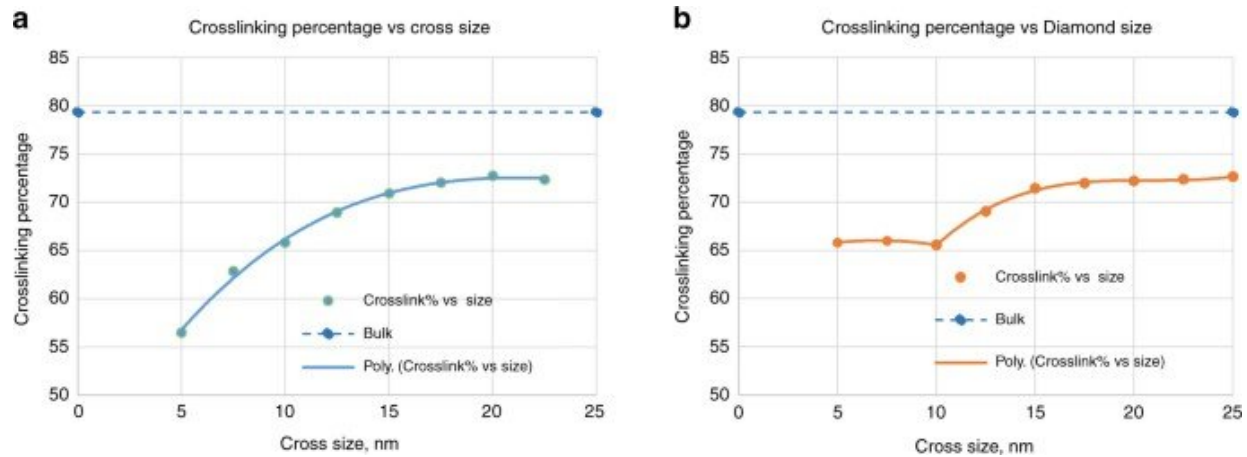 a
Crosslinking percentage vs cross size
Crosslinking percentage
85
80
75
70
65
60
55
50
0 5 10 15 20 25
Cross size, nm
Crosslink% vs size
Bulk
Poly. (Crosslink% vs size)
b
Crosslinking percentage vs Diamond size
Crosslinking percentage
85
80
75
70
65
60
55
50
0 5 10 15 20 25
Cross size, nm
Crosslink% vs size
Bulk
Poly. (Crosslink% vs size)